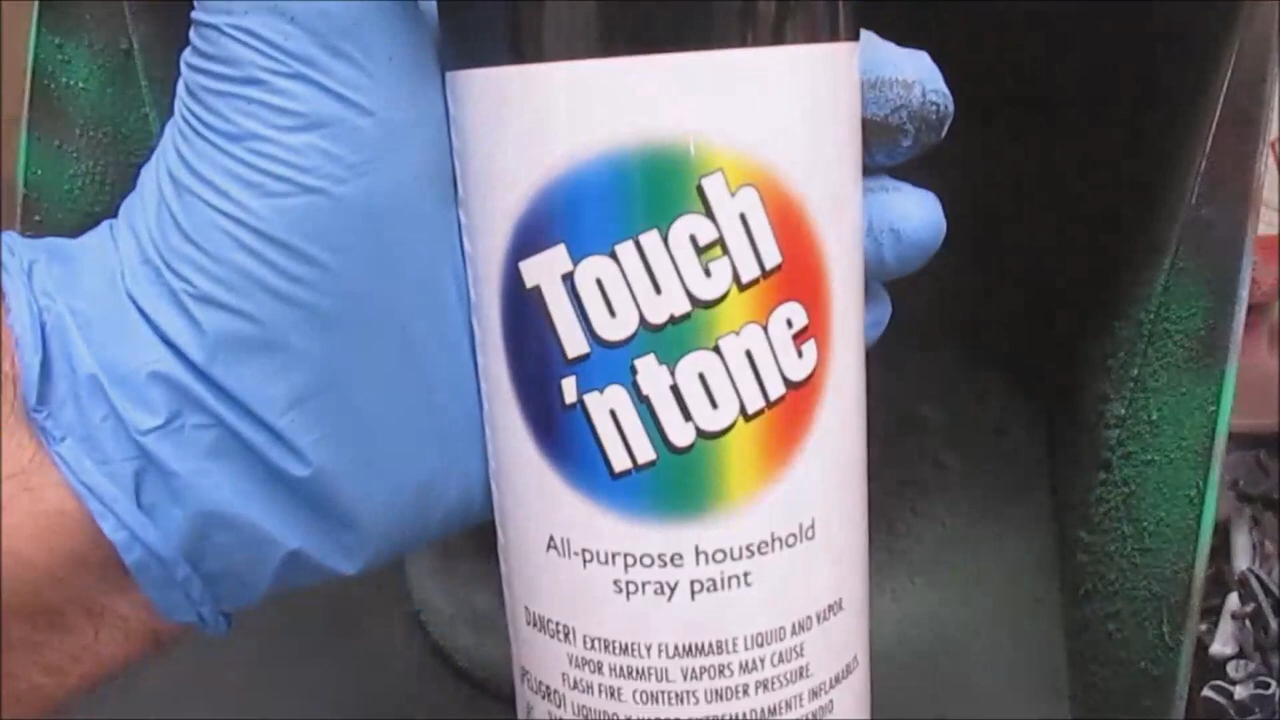 Touch
'n tone
All-purpose household
spray paint
DANGER! EXTREMELY FLAMMABLE LIQUID AND VAPOR
VAPOR HARMFUL. VAPORS MAY CAUSE
FLASH FIRE. CONTENTS UNDER PRESSURE.
¡PELIGRO! LIQUIDO Y VAPOR EXTREMADAMENTE INFLAMABLES